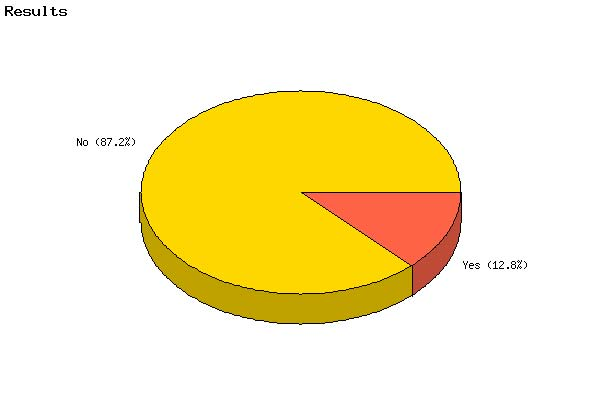 Results
No (87.2%)
Yes (12.8%)